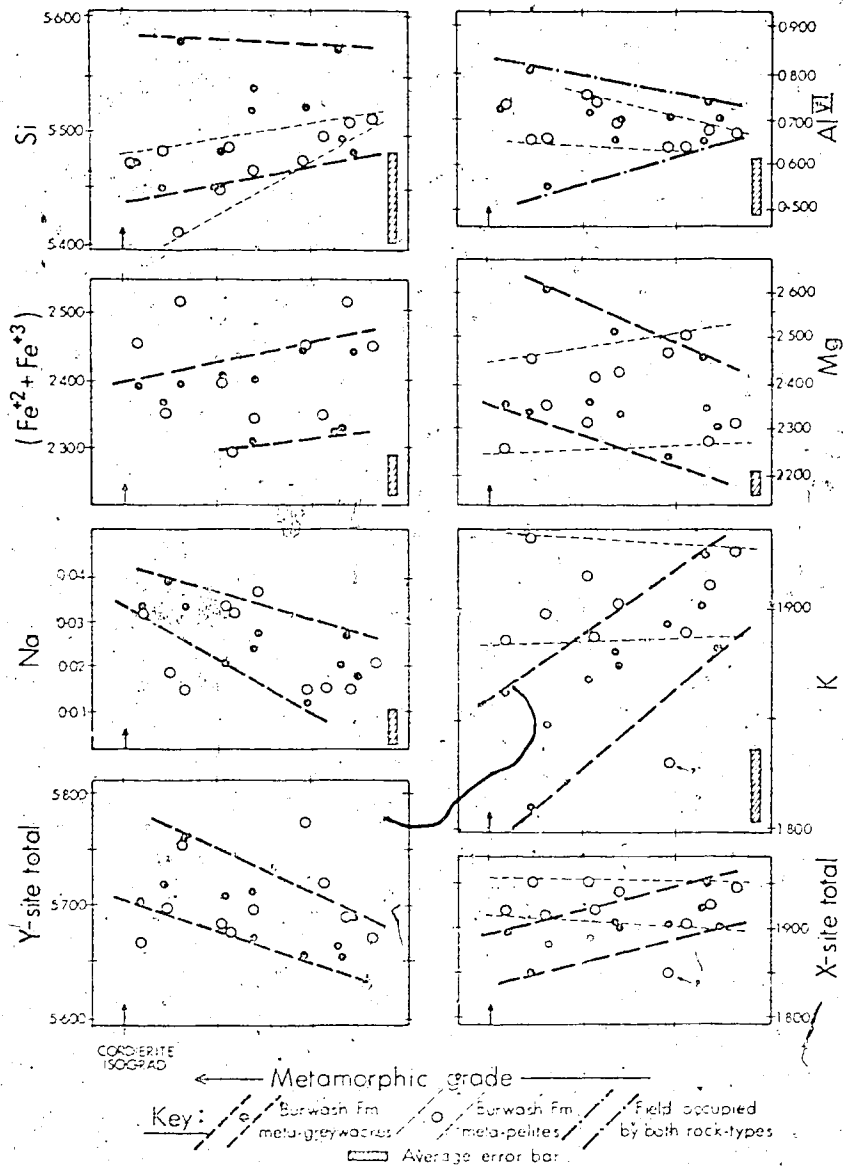 5·600
5·500
5·400
Si
0·900
0·800
0·700
0·600
0·500
Al VI
2·500
2·400
2·300
(Fe+2 + Fe+3)
2·600
2·500
2·400
2·300
2·200
Mg
0·04
0·03
0·02
0·01
Na
1·900
1·800
K
?
5·800
5·700
5·600
Y-site total
1·900
1·800
X-site total
?
CORDIERITE
ISOGRAD
← Metamorphic grade
Key:
Burwash Fm
meta-greywackes
Burwash Fm
meta-pelites
Field occupied
by both rock-types
Average error bar